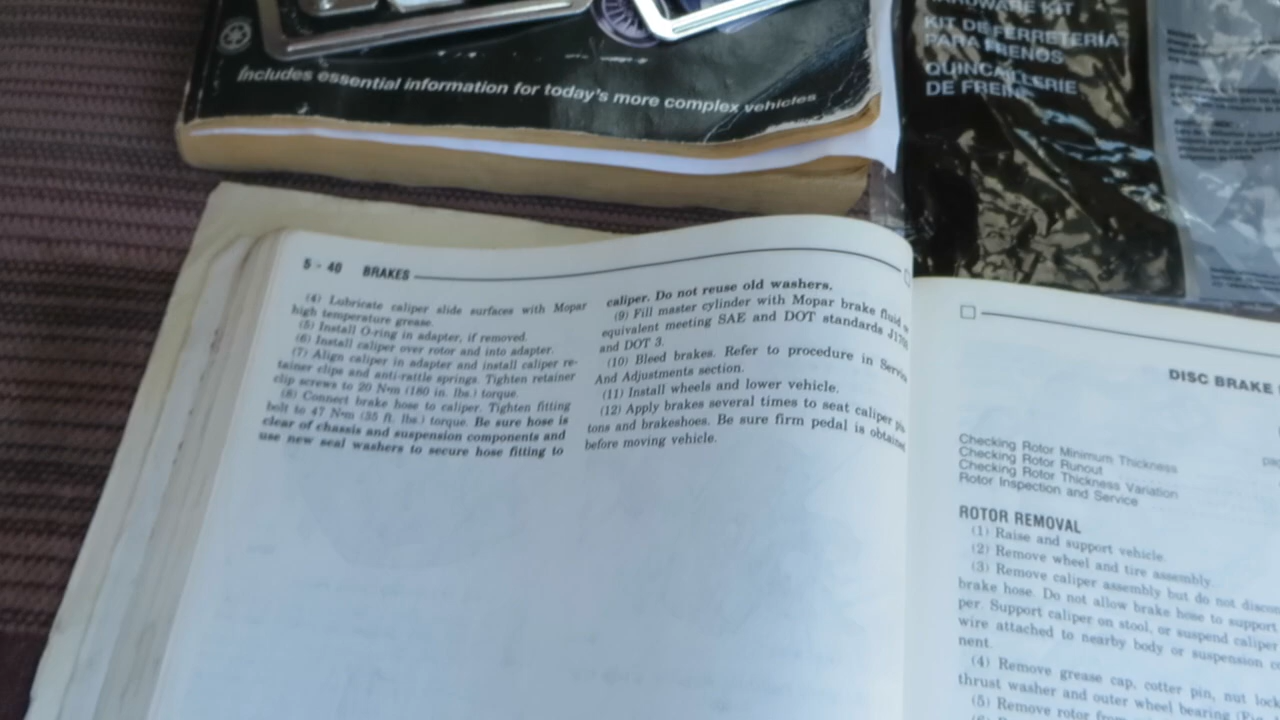 Includes essential information for today's more complex vehicles
HARDWARE KIT
KIT DE FERRETERIA
PARA FRENOS
QUINCAILLERIE
DE FREIN
5 - 40 BRAKES
(4) Lubricate caliper slide surfaces with Mopar
high temperature grease.
(5) Install O-ring in adapter, if removed.
(6) Install caliper over rotor and into adapter.
(7) Align caliper in adapter and install caliper re-
tainer clips and anti-rattle springs. Tighten retainer
clip screws to 20 N•m (180 in. lbs.) torque.
(8) Connect brake hose to caliper. Tighten fitting
bolt to 47 N•m (35 ft. lbs.) torque. Be sure hose is
clear of chassis and suspension components and
use new seal washers to secure hose fitting to
caliper. Do not reuse old washers.
(9) Fill master cylinder with Mopar brake fluid
equivalent meeting SAE and DOT standards
and DOT 3.
(10) Bleed brakes. Refer to procedure in Servic
And Adjustments section.
(11) Install wheels and lower vehicle.
(12) Apply brakes several times to seat caliper pis
tons and brakeshoes. Be sure firm pedal is obtained
before moving vehicle.
DISC BRAKE
Checking Rotor Minimum Thickness
Checking Rotor Runout
Checking Rotor Thickness Variation
Rotor Inspection and Service
pag
ROTOR REMOVAL
(1) Raise and support vehicle.
(2) Remove wheel and tire assembly.
(3) Remove caliper assembly but do not discon
brake hose. Do not allow brake hose to support
per. Support caliper on stool, or suspend caliper
wire attached to nearby body or suspension co
nent.
(4) Remove grease cap, cotter pin, nut lock
thrust washer and outer wheel bearing
(5) Remove rotor